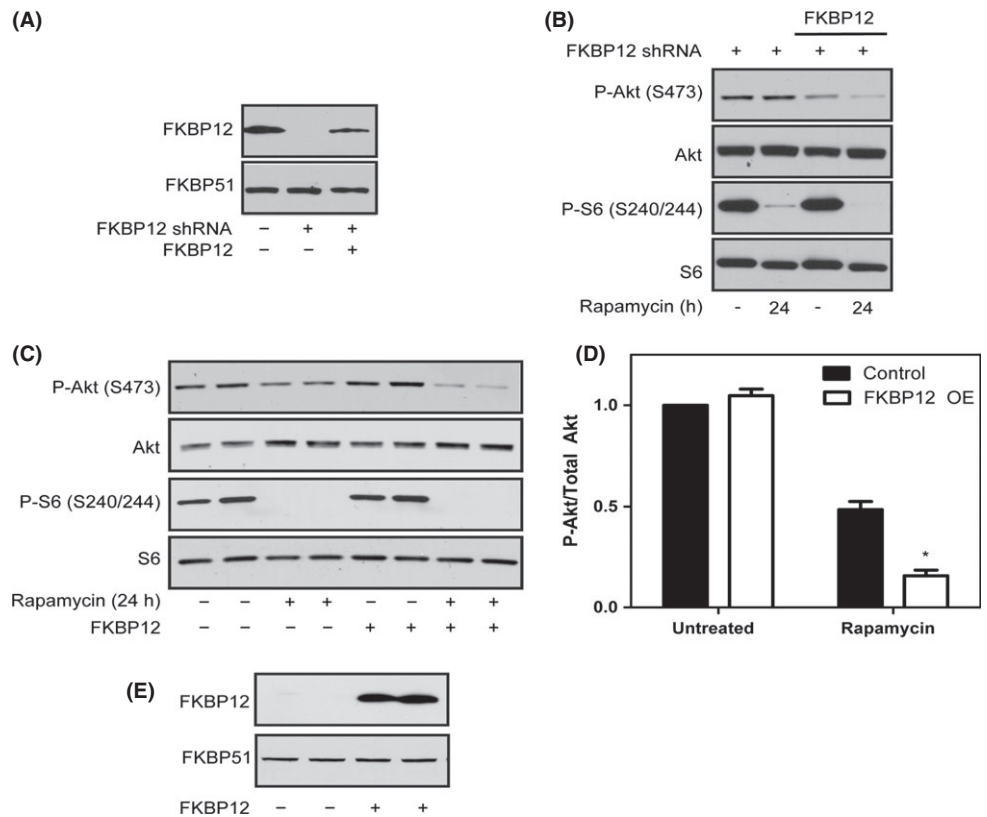 (A)
FKBP12
FKBP51
FKBP12 shRNA – + +
FKBP12 – – +
(B)
FKBP12
FKBP12 shRNA + + + +
P-Akt (S473)
Akt
P-S6 (S240/244)
S6
Rapamycin (h) - 24 - 24
(C)
P-Akt (S473)
Akt
P-S6 (S240/244)
S6
Rapamycin (24 h) – – + + – – + +
FKBP12 – – – – + + + +
(D)
Control
FKBP12 OE
P-Akt/Total Akt
1.0
0.5
0.0
*
Untreated Rapamycin
(E)
FKBP12
FKBP51
FKBP12 – – + +